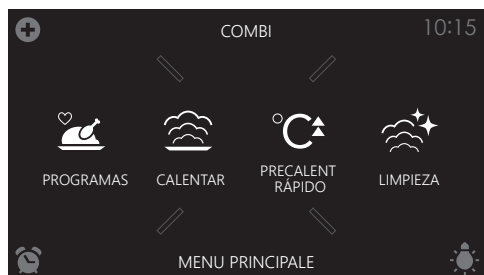 COMBI
10:15
PROGRAMAS
CALENTAR
PRECALENT
RÁPIDO
LIMPIEZA
MENU PRINCIPALE